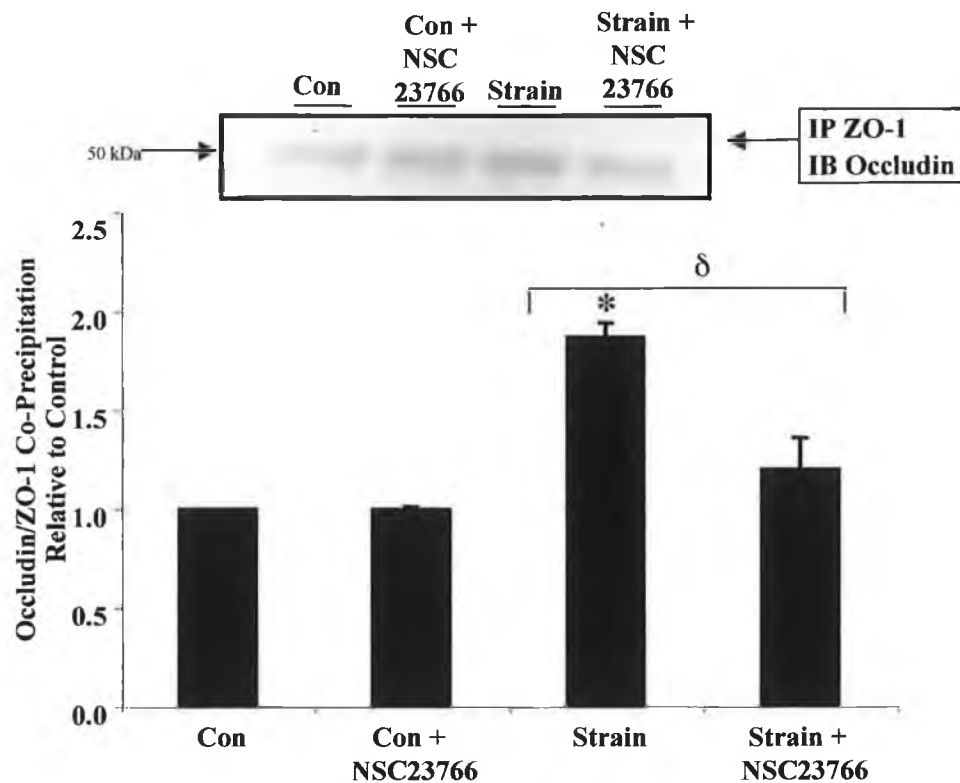 Con
Con +
NSC
23766
Strain
Strain +
NSC
23766
50 kDa
IP ZO-1
IB Occludin
Occludin/ZO-1 Co-Precipitation
Relative to Control
2.5
2.0
1.5
1.0
0.5
0.0
δ
*
Con
Con +
NSC23766
Strain
Strain +
NSC23766